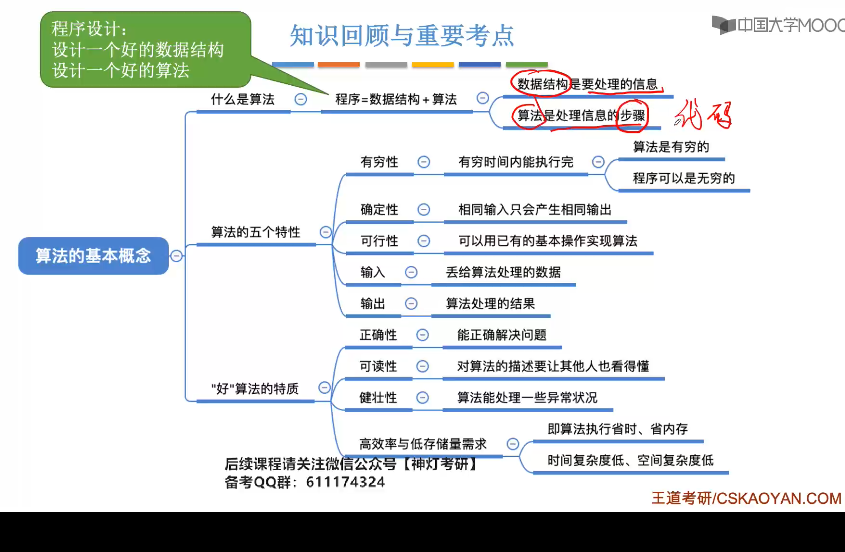 程序设计：
设计一个好的数据结构
设计一个好的算法
知识回顾与重要考点
中国大学MOOC
什么是算法
程序=数据结构+算法
数据结构是要处理的信息
算法是处理信息的步骤
代码
算法的五个特性
有穷性
有穷时间内能执行完
算法是有穷的
程序可以是无穷的
确定性
相同输入只会产生相同输出
可行性
可以用已有的基本操作实现算法
输入
丢给算法处理的数据
输出
算法处理的结果
算法的基本概念
"好"算法的特质
正确性
能正确解决问题
可读性
对算法的描述要让其他人也看得懂
健壮性
算法能处理一些异常状况
高效率与低存储量需求
即算法执行省时、省内存
时间复杂度低、空间复杂度低
后续课程请关注微信公众号【神灯考研】
备考QQ群：611174324
王道考研/CSKAOYAN.COM